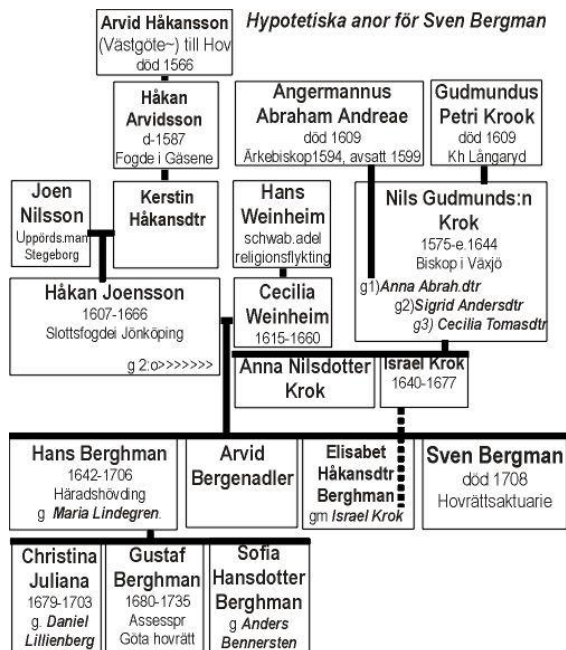 Hypotetiska anor för Sven Bergman
Arvid Håkansson
(Västgöte~) till Hov
död 1566
Håkan
Arvidsson
d-1587
Fogde i Gäsene
Angermannus
Abraham Andreae
död 1609
Ärkebiskop1594, avsatt 1599
Gudmundus
Petri Krook
död 1609
Kh Långaryd
Joen
Nilsson
Uppörds.man
Stegeborg
Kerstin
Håkansdtr
Hans
Weinheim
schwab.adel
religionsflykting
Nils Gudmunds:n
Krok
1575-e.1644
Biskop i Växjö
g1)Anna Abrah.dtr
g2)Sigrid Andersdtr
g3) Cecilia Tomasdtr
Håkan Joensson
1607-1666
Slottsfogdei Jönköping
g 2:o>>>>>>>
Cecilia
Weinheim
1615-1660
Anna Nilsdotter
Krok
Israel Krok
1640-1677
Hans Berghman
1642-1706
Häradshövding
g Maria Lindegren.
Arvid
Bergenadler
Elisabet
Håkansdtr
Berghman
gm Israel Krok
Sven Bergman
död 1708
Hovrättsaktuarie
Christina
Juliana
1679-1703
g. Daniel
Lillienberg
Gustaf
Berghman
1680-1735
Assesspr
Göta hovrätt
Sofia
Hansdotter
Berghman
g Anders
Bennersten